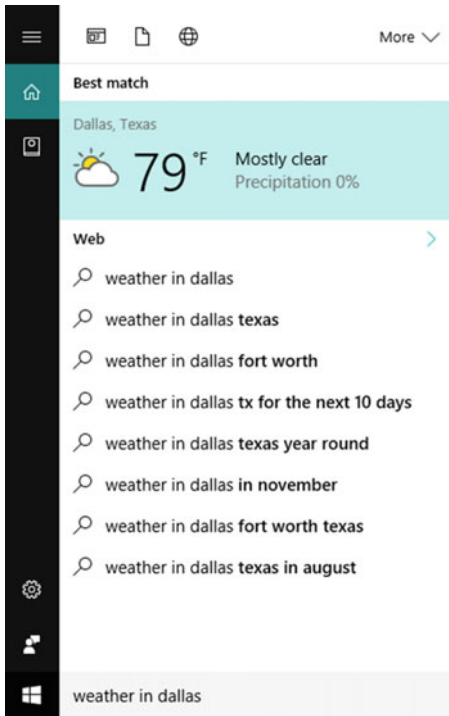 More
Best match
Dallas, Texas
79 °F
Mostly clear
Precipitation 0%
Web
weather in dallas
weather in dallas texas
weather in dallas fort worth
weather in dallas tx for the next 10 days
weather in dallas texas year round
weather in dallas in november
weather in dallas fort worth texas
weather in dallas texas in august
weather in dallas